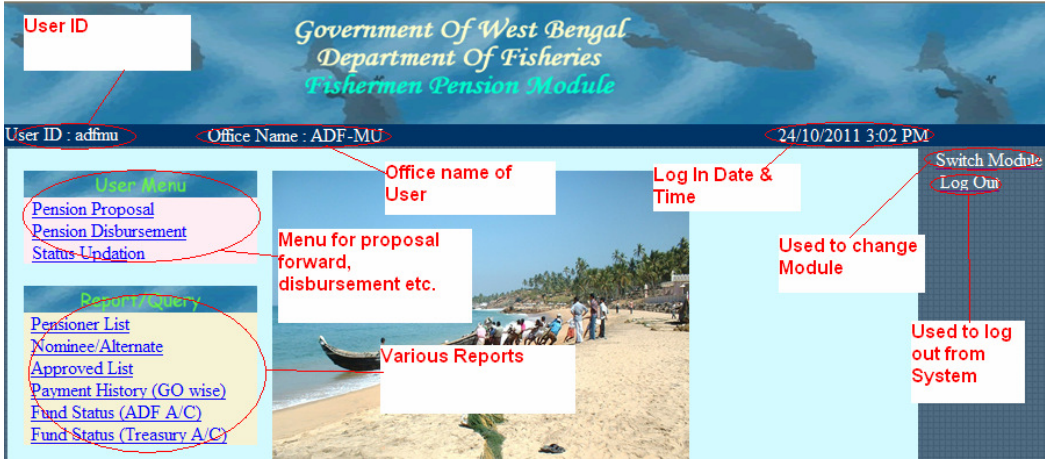 User ID
Government Of West Bengal
Department Of Fisheries
Fishermen Pension Module
User ID : adfmu
Office Name : ADF-MU
24/10/2011 3:02 PM
Office name of
User
Log In Date &
Time
Switch Module
Log Out
User Menu
Pension Proposal
Pension Disbursement
Status Updation
Menu for proposal
forward,
disbursement etc.
Used to change
Module
Report/Query
Pensioner List
Nominee/Alternate
Approved List
Payment History (GO wise)
Fund Status (ADF A/C)
Fund Status (Treasury A/C)
Various Reports
Used to log
out from
System